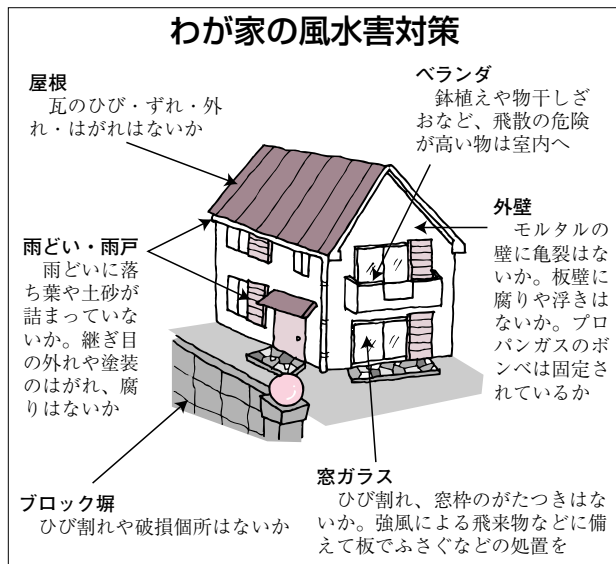 わが家の風水害対策
屋根
瓦のひび・ずれ・外
れ・はがれはないか
ベランダ
鉢植えや物干しざ
おなど、飛散の危険
が高い物は室内へ
外壁
モルタルの
壁に亀裂はな
いか。板壁に
腐りや浮きは
ないか。プロ
パンガスのボ
ンベは固定さ
れているか
雨どい・雨戸
雨どいに落
ち葉や土砂が
詰まっていな
いか。継ぎ目
の外れや塗装
のはがれ、腐
りはないか
ブロック塀
ひび割れや破損個所はないか
窓ガラス
ひび割れ、窓枠のがたつきはな
いか。強風による飛来物などに備
えて板でふさぐなどの処置を